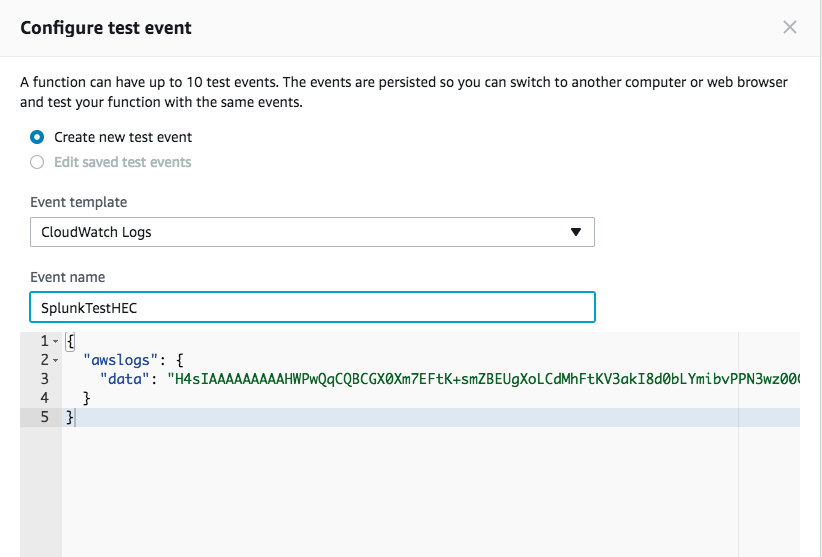 Configure test event
A function can have up to 10 test events. The events are persisted so you can switch to another computer or web browser
and test your function with the same events.
Create new test event
Edit saved test events
Event template
CloudWatch Logs
Event name
SplunkTestHEC
1 {
2 "awslogs": {
3 "data": "H4sIAAAAAAAAAHWPwQqCQBCGX0Xm7EFtK+smZBEUgXoLCdMhFtKV3akI8d0bLYmibvPPN3wz00
4 }
5 }